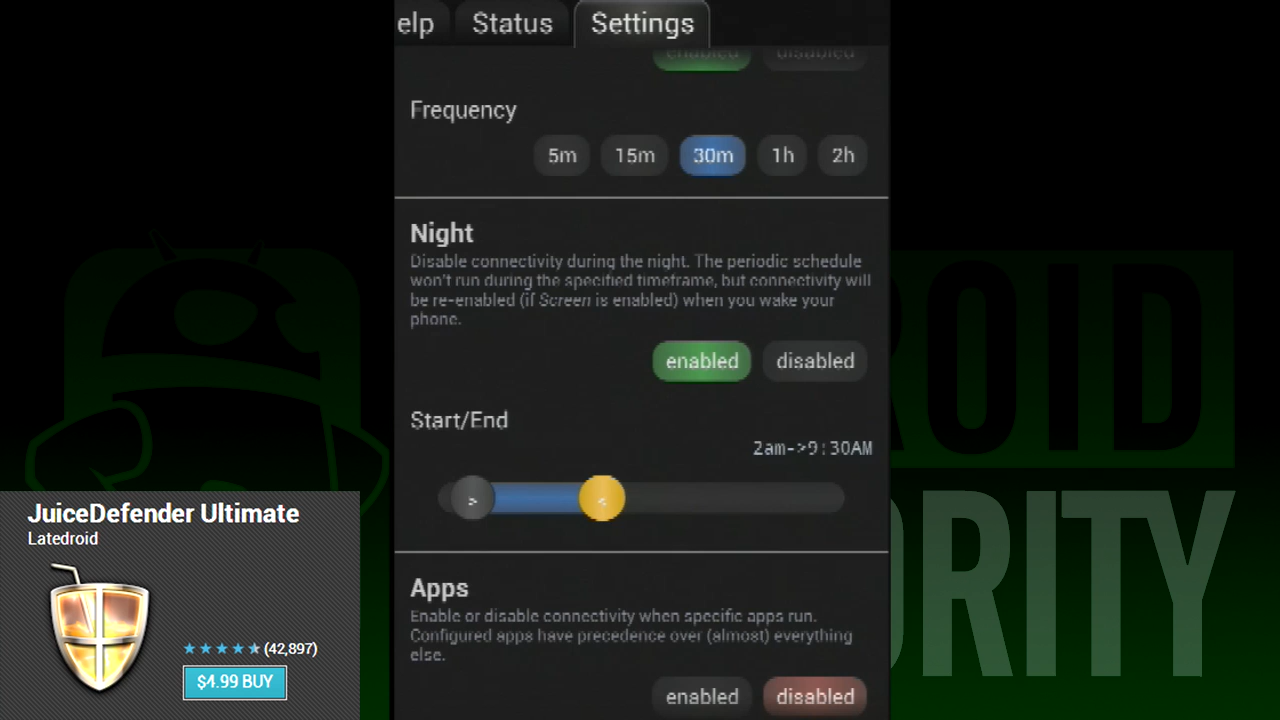 elp Status Settings
enabled disabled
Frequency
5m 15m 30m 1h 2h
Night
Disable connectivity during the night. The periodic schedule
won't run during the specified timeframe, but connectivity will
be re-enabled (if Screen is enabled) when you wake your
phone.
enabled disabled
Start/End
2am->9:30AM
> <
Apps
Enable or disable connectivity when specific apps run.
Configured apps have precedence over (almost) everything
else.
enabled disabled
JuiceDefender Ultimate
Latedroid
(42,897)
$4.99 BUY
ROID
ORITY